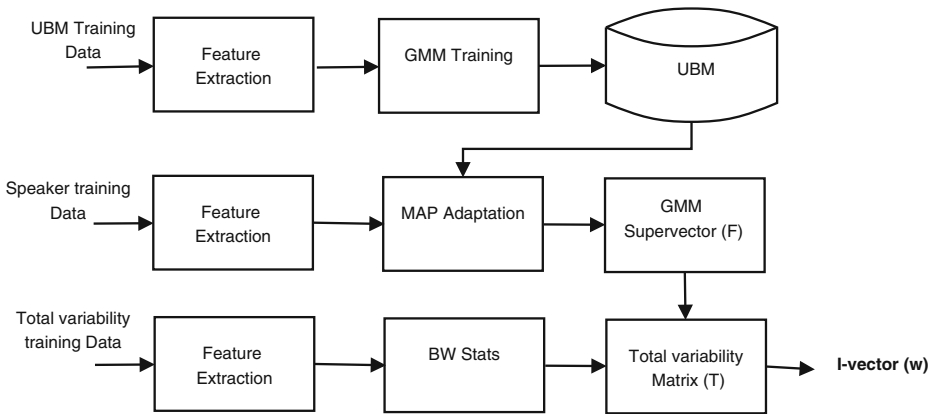 UBM Training
Data
Feature
Extraction
GMM Training
UBM
Speaker training
Data
Feature
Extraction
MAP Adaptation
GMM
Supervector (F)
Total variability
training Data
Feature
Extraction
BW Stats
Total variability
Matrix (T)
I-vector (w)